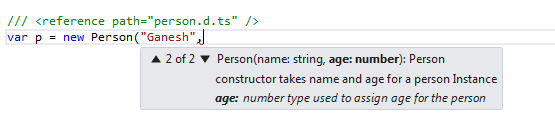 /// <reference path="person.d.ts" />
var p = new Person("Ganesh",
▲ 2 of 2 ▼ Person(name: string, age: number): Person
constructor takes name and age for a person Instance
age: number type used to assign age for the person